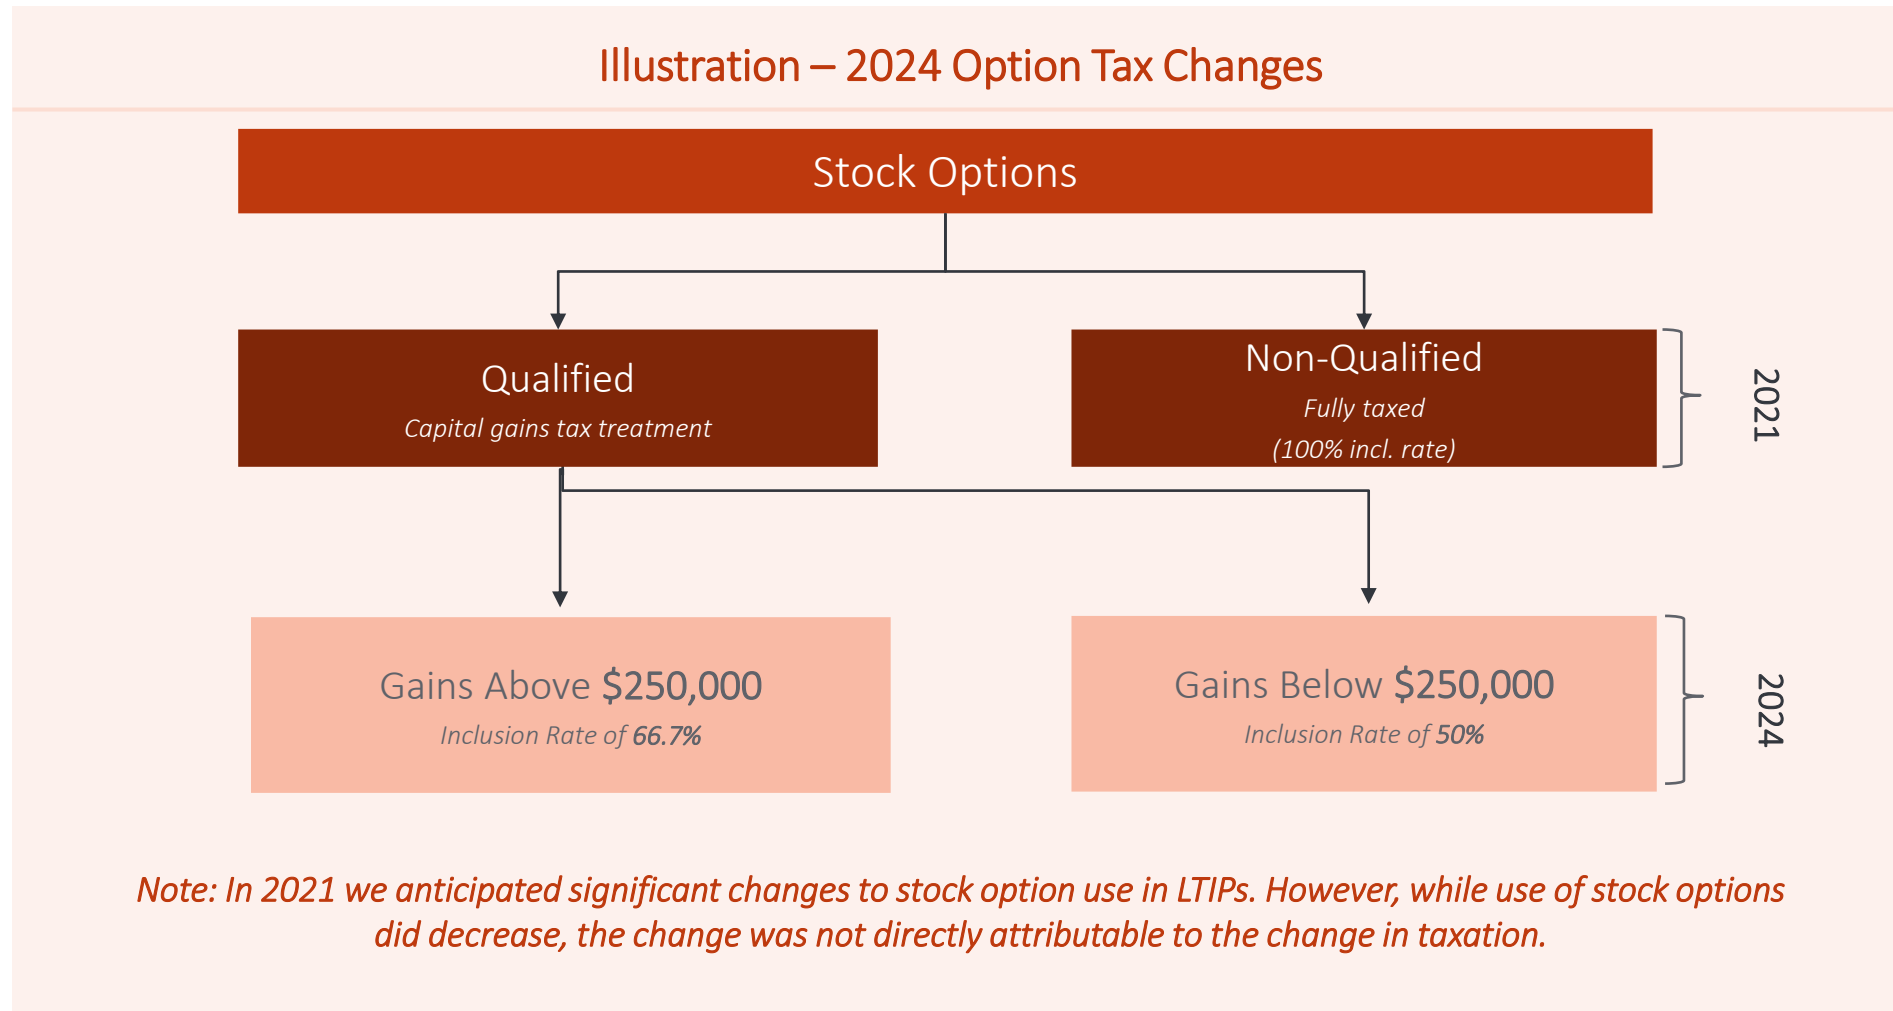 Illustration – 2024 Option Tax Changes
Stock Options
Qualified
Capital gains tax treatment
Non-Qualified
Fully taxed
(100% incl. rate)
2021
Gains Above $250,000
Inclusion Rate of 66.7%
Gains Below $250,000
Inclusion Rate of 50%
2024
Note: In 2021 we anticipated significant changes to stock option use in LTIPs. However, while use of stock options
did decrease, the change was not directly attributable to the change in taxation.